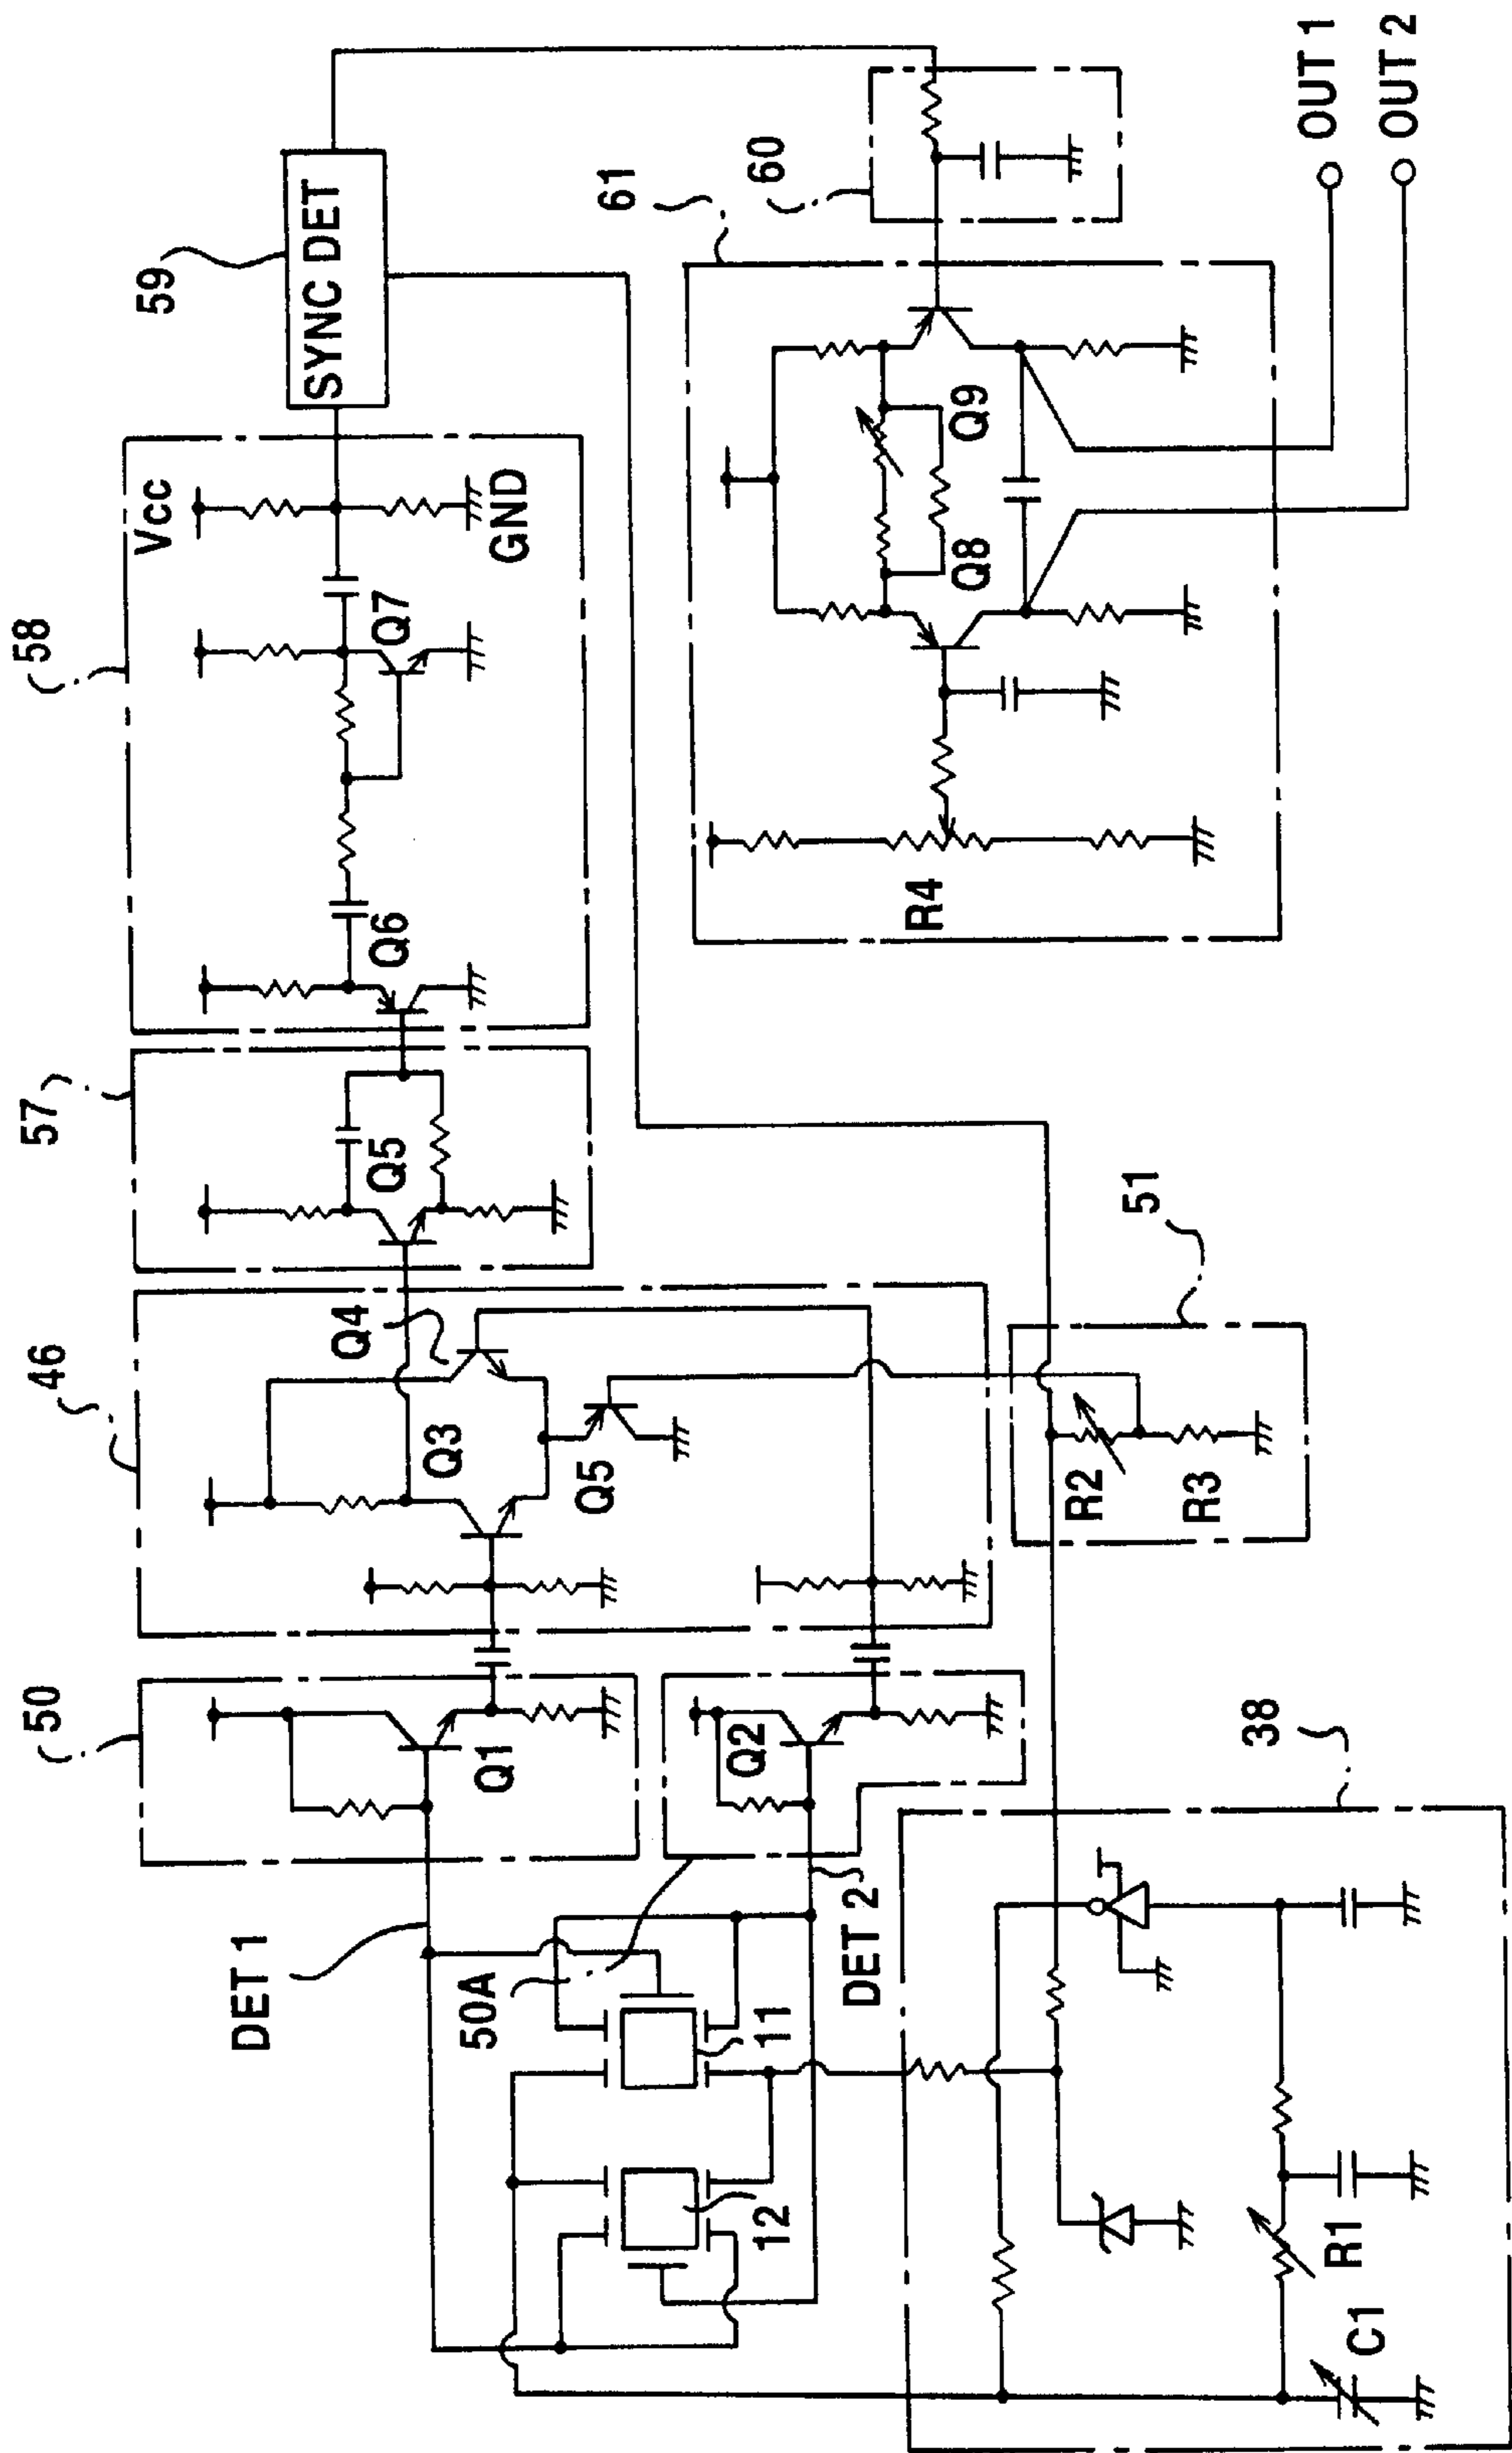 59
SYNC DET
58
Vcc
GND
Q7
Q6
61
60
OUT 1
OUT 2
Q9
Q8
R4
57
Q5
46
Q4
Q3
Q5
51
R2
R3
50
Q1
Q2
38
DET 1
50A
DET 2
11
12
R1
C1